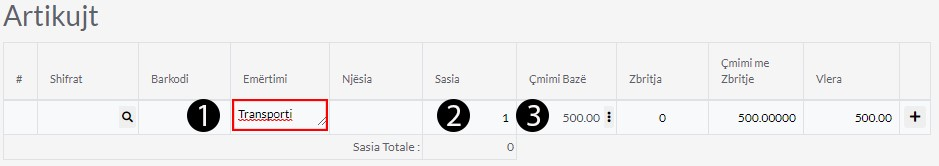 Artikujt
# Shifrat Barkodi Emërtimi Njësia Sasia Çmimi Bazë Zbritja Çmimi me Zbritje Vlera
1 Transporti 2 1 3 500.00 0 500.00000 500.00 +
Sasia Totale : 0